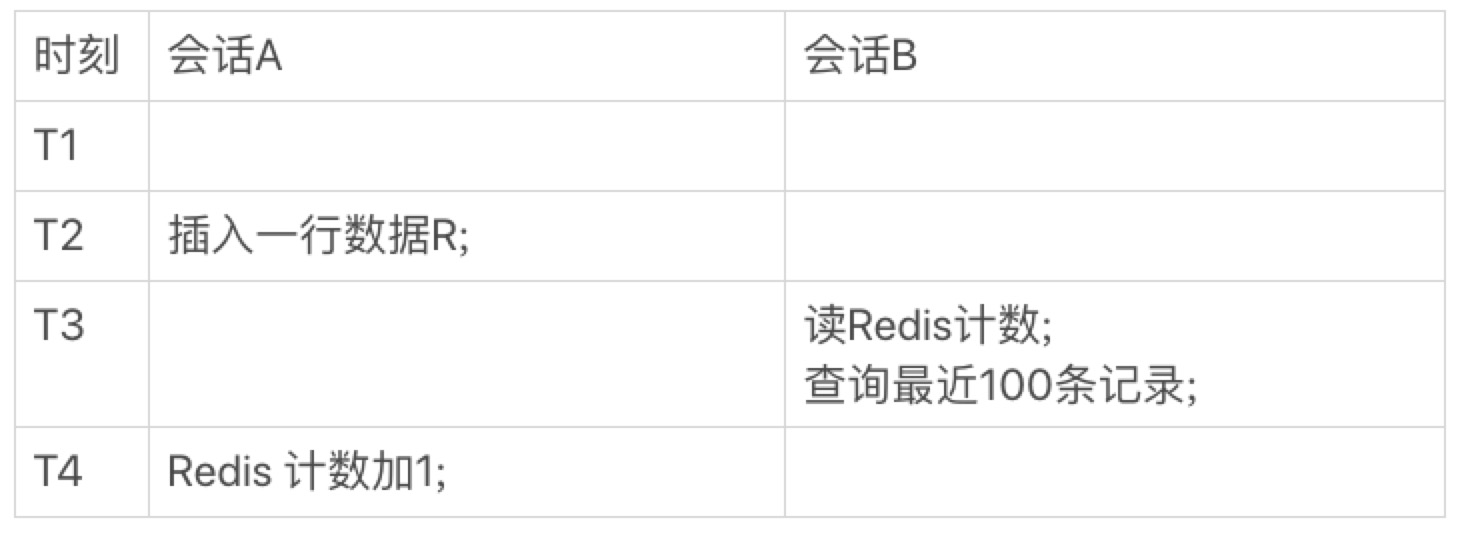 时刻 会话A 会话B
T1
T2 插入一行数据R;
T3 读Redis计数;
查询最近100条记录;
T4 Redis 计数加1;